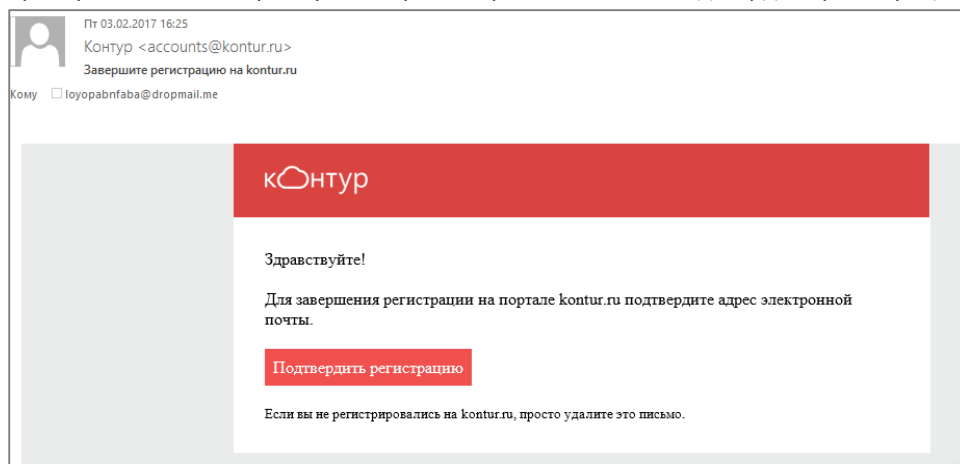 Пт 03.02.2017 16:25
Контур <accounts@kontur.ru>
Завершите регистрацию на kontur.ru
Кому loyopabnfaba@dropmail.me
контур
Здравствуйте!
Для завершения регистрации на портале kontur.ru подтвердите адрес электронной
почты.
Подтвердить регистрацию
Если вы не регистрировались на kontur.ru, просто удалите это письмо.